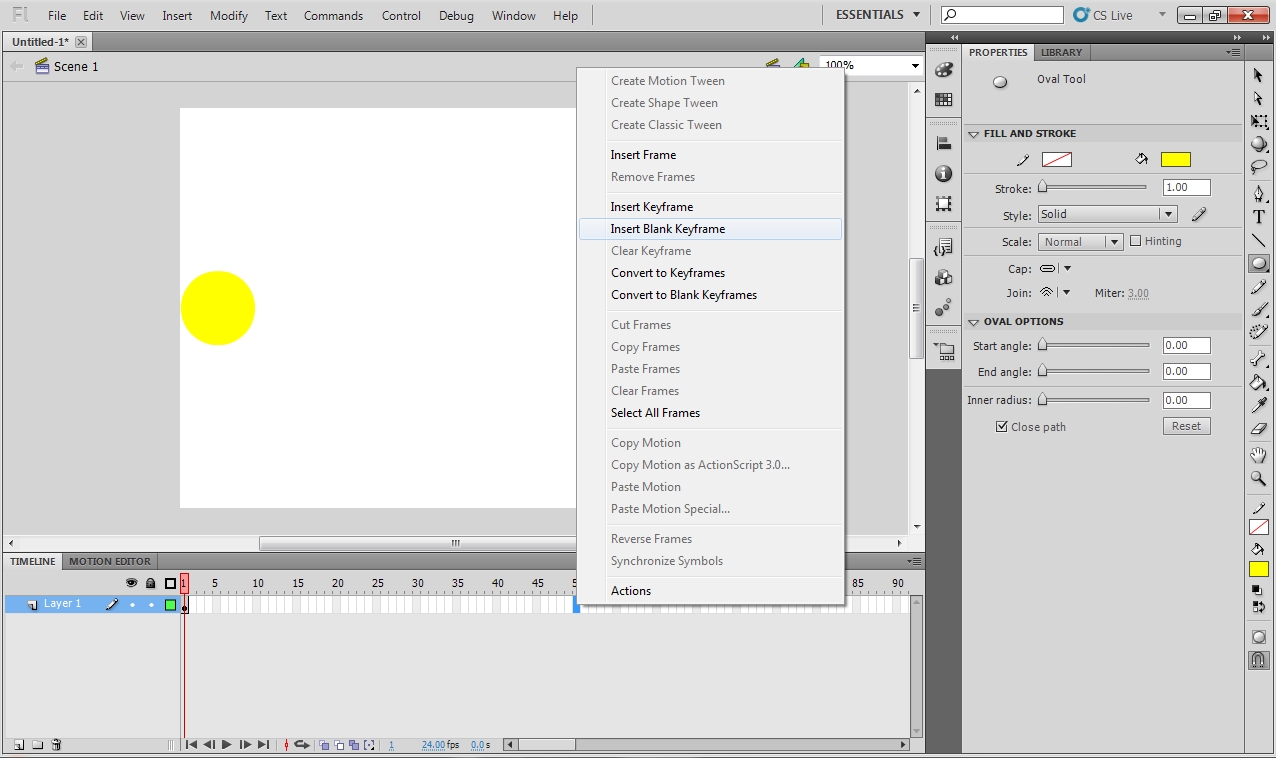 Fl File Edit View Insert Modify Text Commands Control Debug Window Help ESSENTIALS CS Live
Untitled-1*
Scene 1 100%
Create Motion Tween
Create Shape Tween
Create Classic Tween
Insert Frame
Remove Frames
Insert Keyframe
Insert Blank Keyframe
Clear Keyframe
Convert to Keyframes
Convert to Blank Keyframes
Cut Frames
Copy Frames
Paste Frames
Clear Frames
Select All Frames
Copy Motion
Copy Motion as ActionScript 3.0...
Paste Motion
Paste Motion Special...
Reverse Frames
Synchronize Symbols
Actions
PROPERTIES LIBRARY
Oval Tool
FILL AND STROKE
Stroke: 1.00
Style: Solid
Scale: Normal Hinting
Cap:
Join: Miter: 3.00
OVAL OPTIONS
Start angle: 0.00
End angle: 0.00
Inner radius: 0.00
Close path Reset
TIMELINE MOTION EDITOR
1 5 10 15 20 25 30 35 40 45 85 90
Layer 1
1 24.00 fps 0.0 s